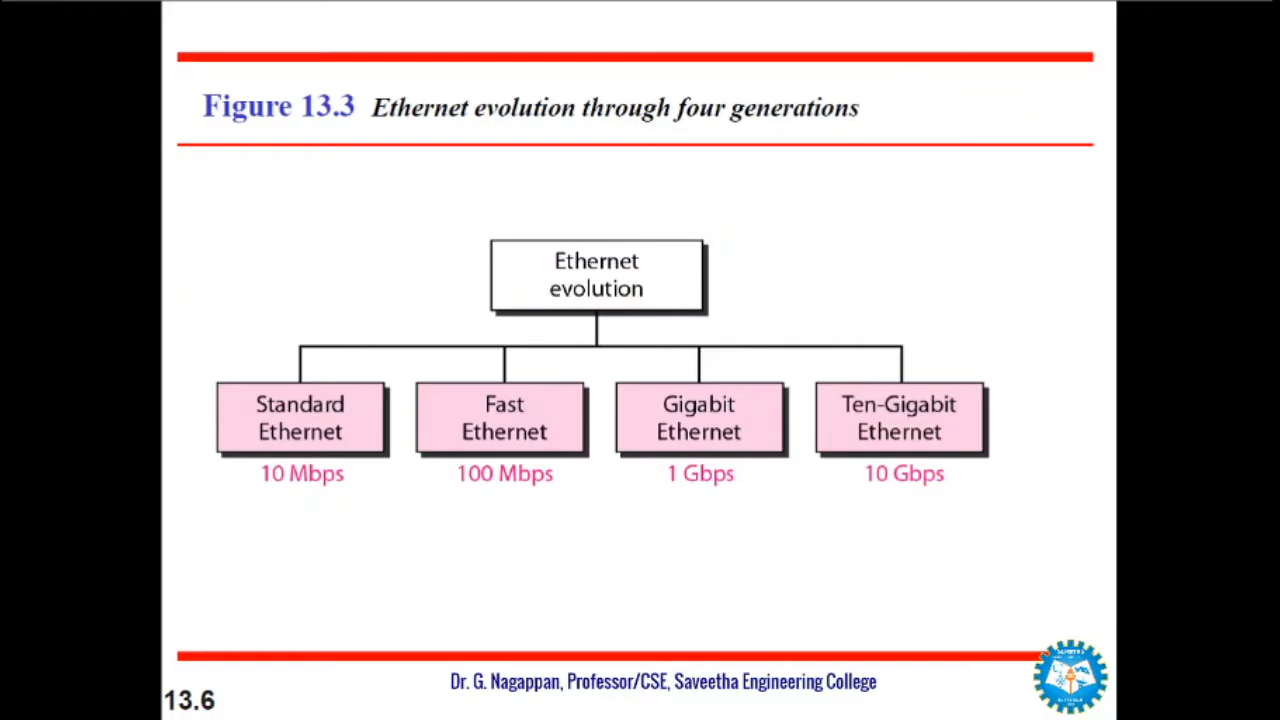 Figure 13.3 Ethernet evolution through four generations
Ethernet
evolution
Standard
Ethernet
10 Mbps
Fast
Ethernet
100 Mbps
Gigabit
Ethernet
1 Gbps
Ten-Gigabit
Ethernet
10 Gbps
SAVEETHA
Dr. G. Nagappan, Professor/CSE, Saveetha Engineering College
13.6